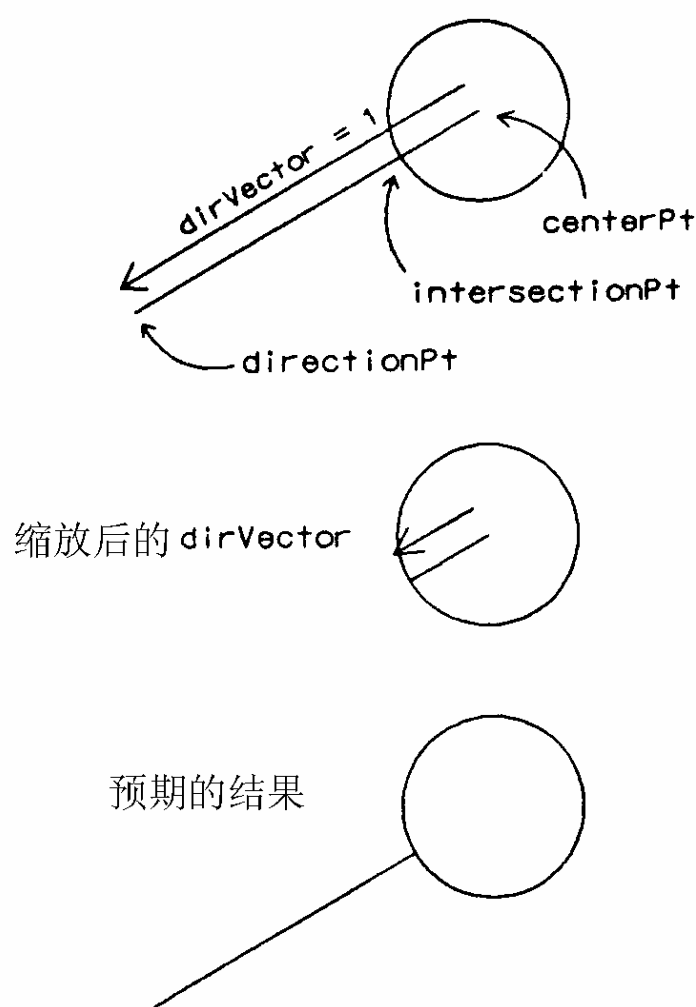 dirVector = 1
centerPt
intersectionPt
directionPt
缩放后的 dirVector
预期的结果